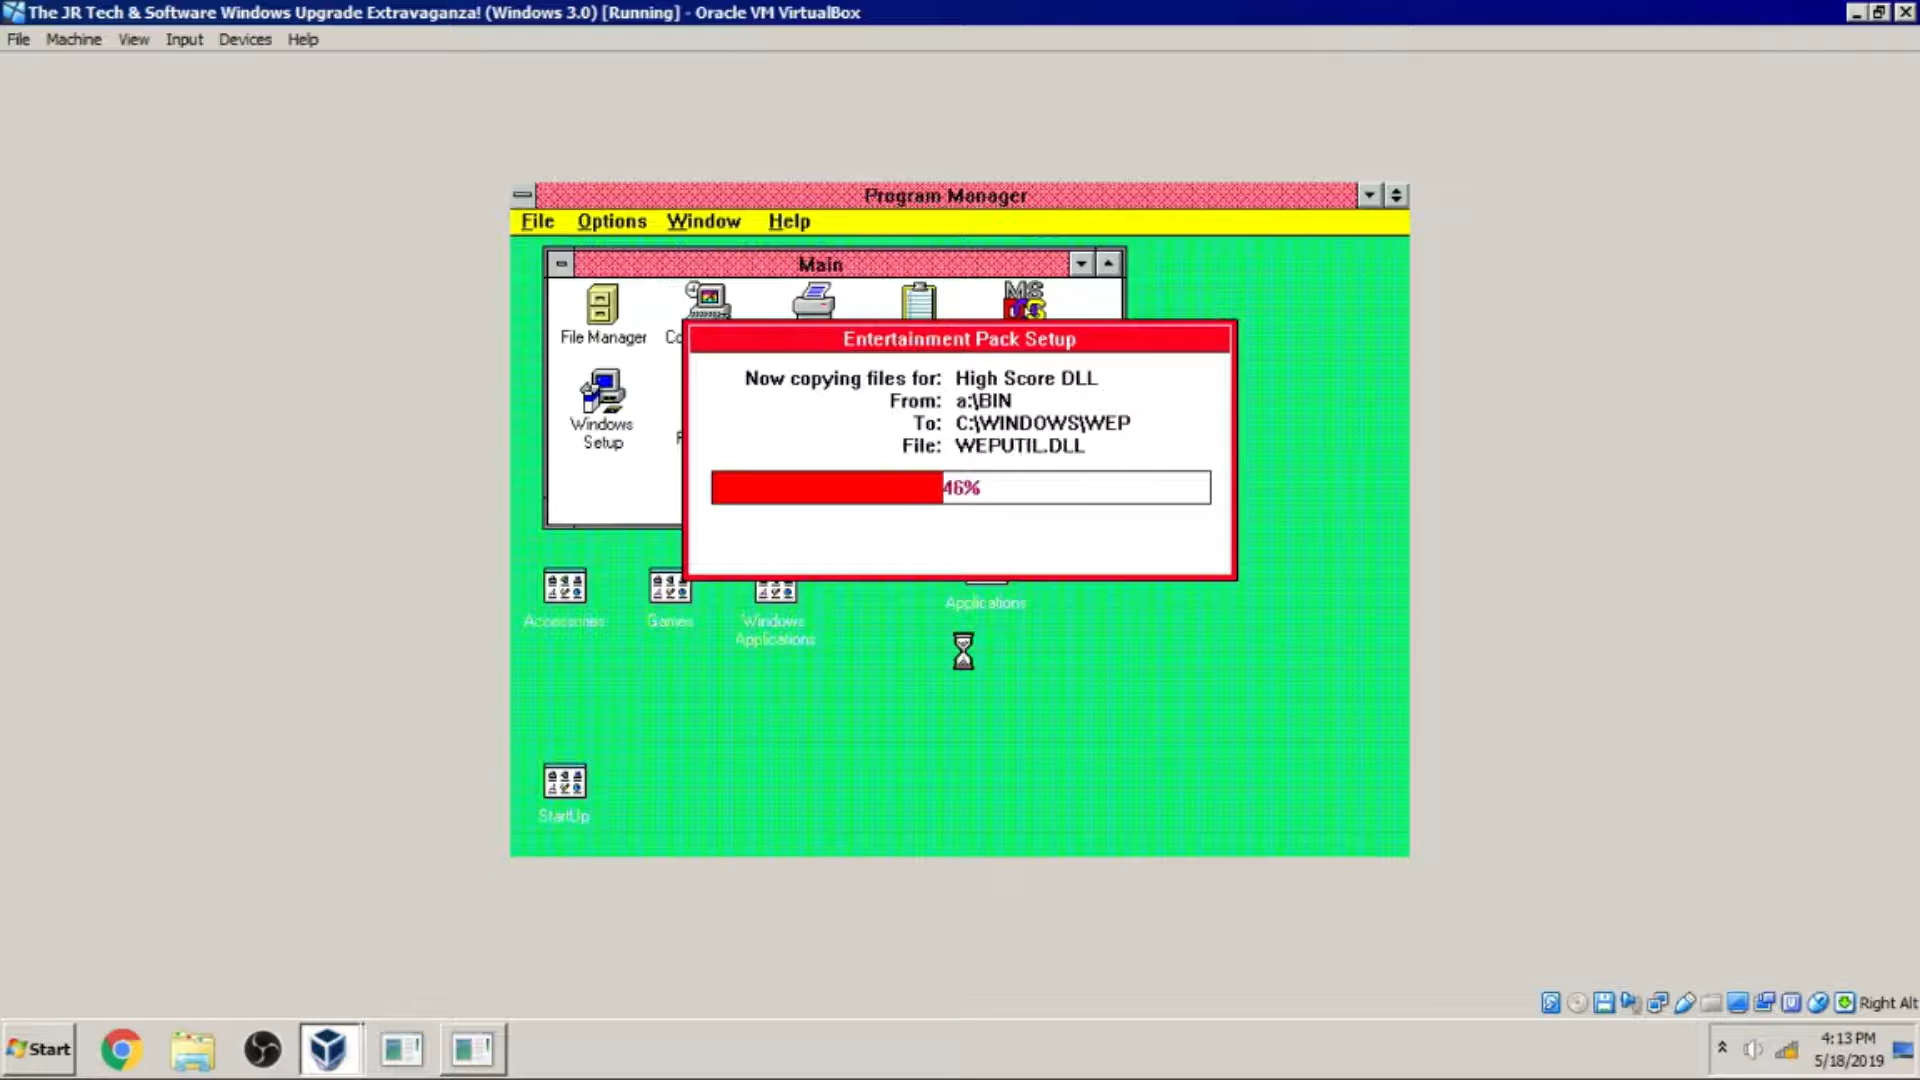 The JR Tech & Software Windows Upgrade Extravaganza! (Windows 3.0) [Running] - Oracle VM VirtualBox
File Machine View Input Devices Help
Program Manager
File Options Window Help
Main
File Manager
Windows
Setup
Entertainment Pack Setup
Now copying files for: High Score DLL
From: a:\BIN
To: C:\WINDOWS\WEP
File: WEPUTIL.DLL
46%
Accessories
Games
Windows
Applications
Applications
StartUp
Right Alt
Start
4:13 PM
5/18/2019